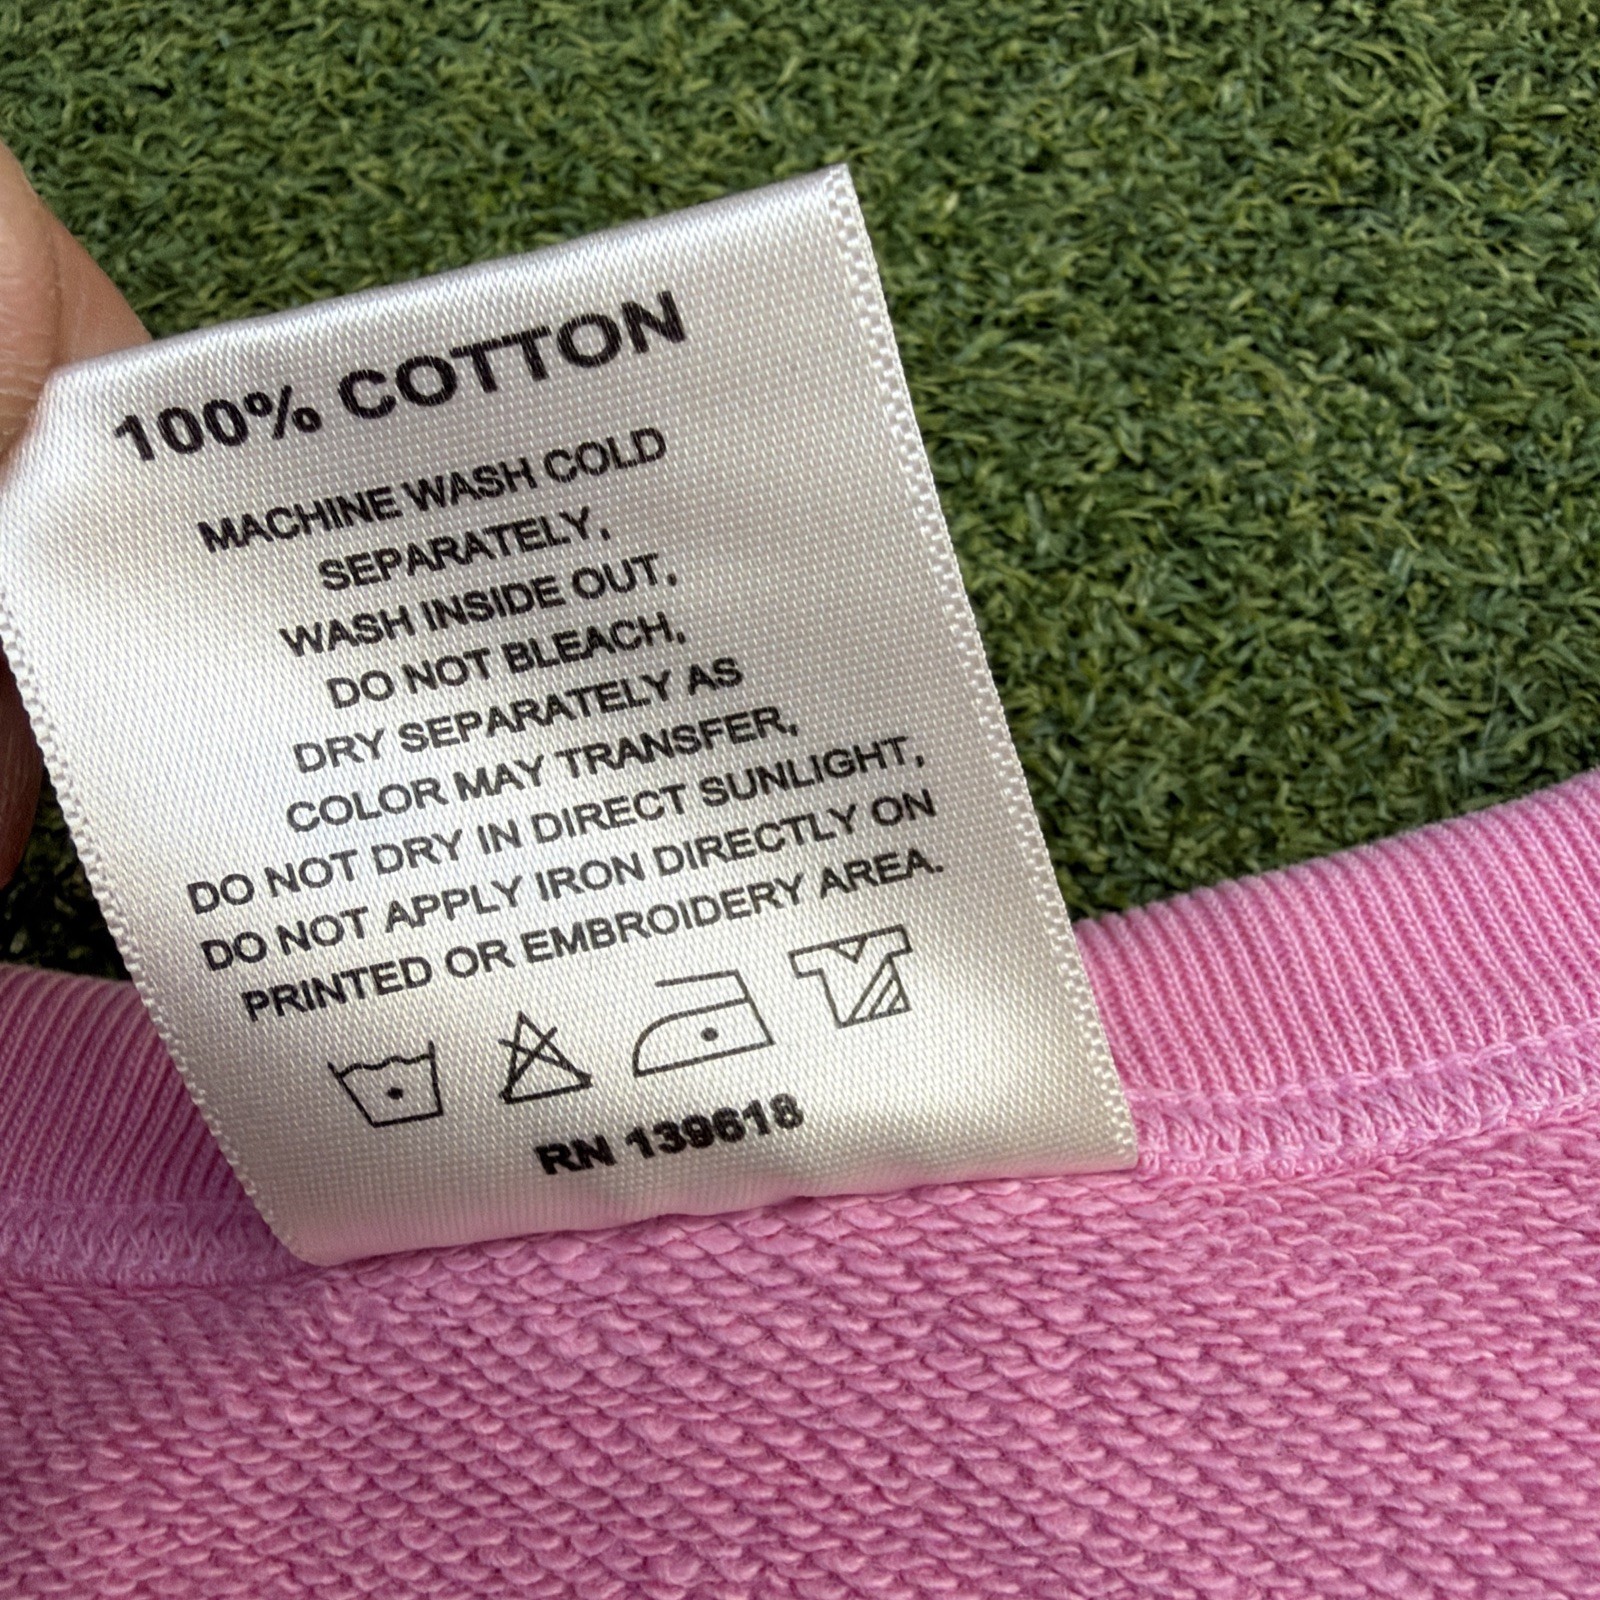 100% COTTON
MACHINE WASH COLD
SEPARATELY,
WASH INSIDE OUT,
DO NOT BLEACH,
DRY SEPARATELY AS
COLOR MAY TRANSFER,
DO NOT DRY IN DIRECT SUNLIGHT,
DO NOT APPLY IRON DIRECTLY ON
PRINTED OR EMBROIDERY AREA.
RN 139618